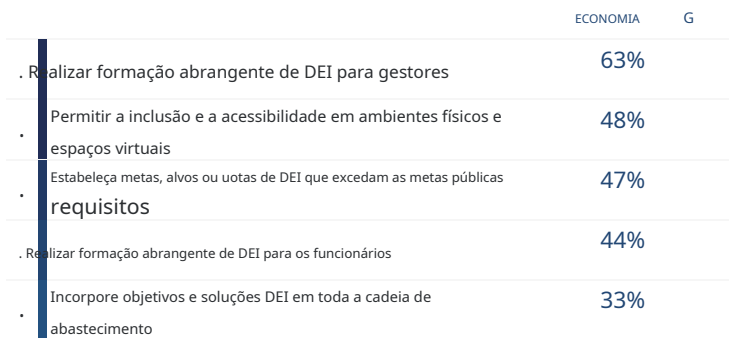 ECONOMIA G
. Realizar formação abrangente de DEI para gestores 63%
. Permitir a inclusão e a acessibilidade em ambientes físicos e 48%
espaços virtuais
. Estabeleça metas, alvos ou uotas de DEI que excedam as metas públicas 47%
requisitos
. Realizar formação abrangente de DEI para os funcionários 44%
. Incorpore objetivos e soluções DEI em toda a cadeia de 33%
abastecimento